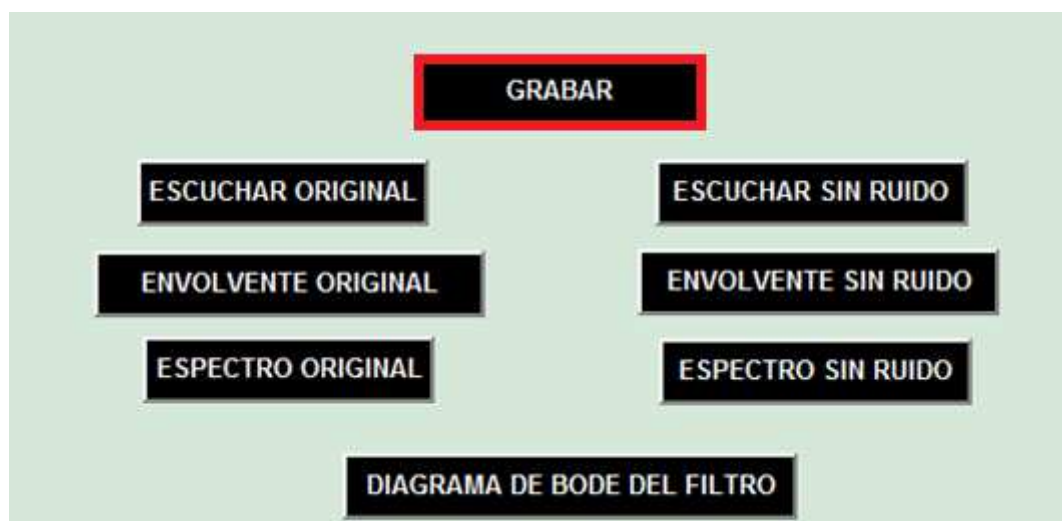 GRABAR
ESCUCHAR ORIGINAL
ESCUCHAR SIN RUIDO
ENVOLVENTE ORIGINAL
ENVOLVENTE SIN RUIDO
ESPECTRO ORIGINAL
ESPECTRO SIN RUIDO
DIAGRAMA DE BODE DEL FILTRO